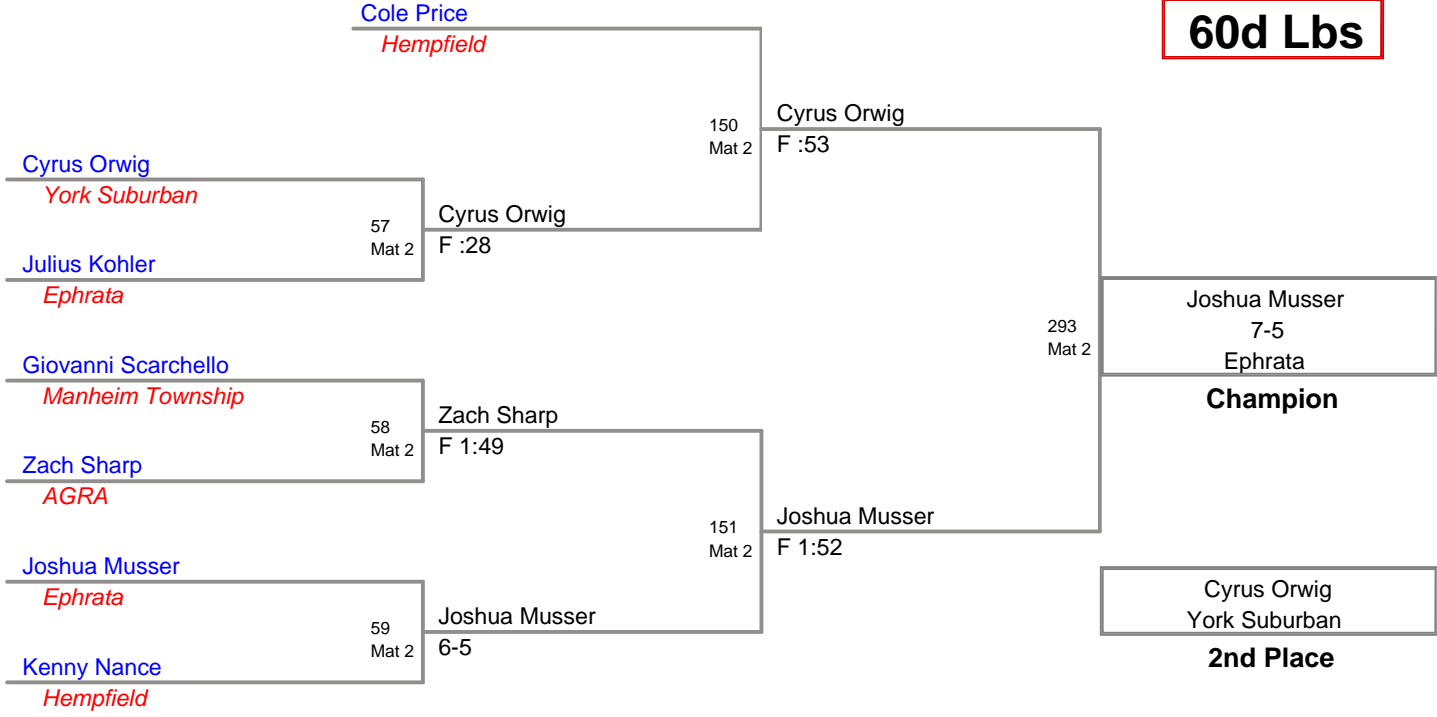 Cole Price
Hempfield
60d Lbs
150
Mat 2
Cyrus Orwig
F :53
Cyrus Orwig
York Suburban
57
Mat 2
Cyrus Orwig
F :28
Julius Kohler
Ephrata
293
Mat 2
Joshua Musser
7-5
Ephrata
Champion
Giovanni Scarchello
Manheim Township
58
Mat 2
Zach Sharp
F 1:49
Zach Sharp
AGRA
151
Mat 2
Joshua Musser
F 1:52
Joshua Musser
Ephrata
59
Mat 2
Joshua Musser
6-5
Kenny Nance
Hempfield
Cyrus Orwig
York Suburban
2nd Place